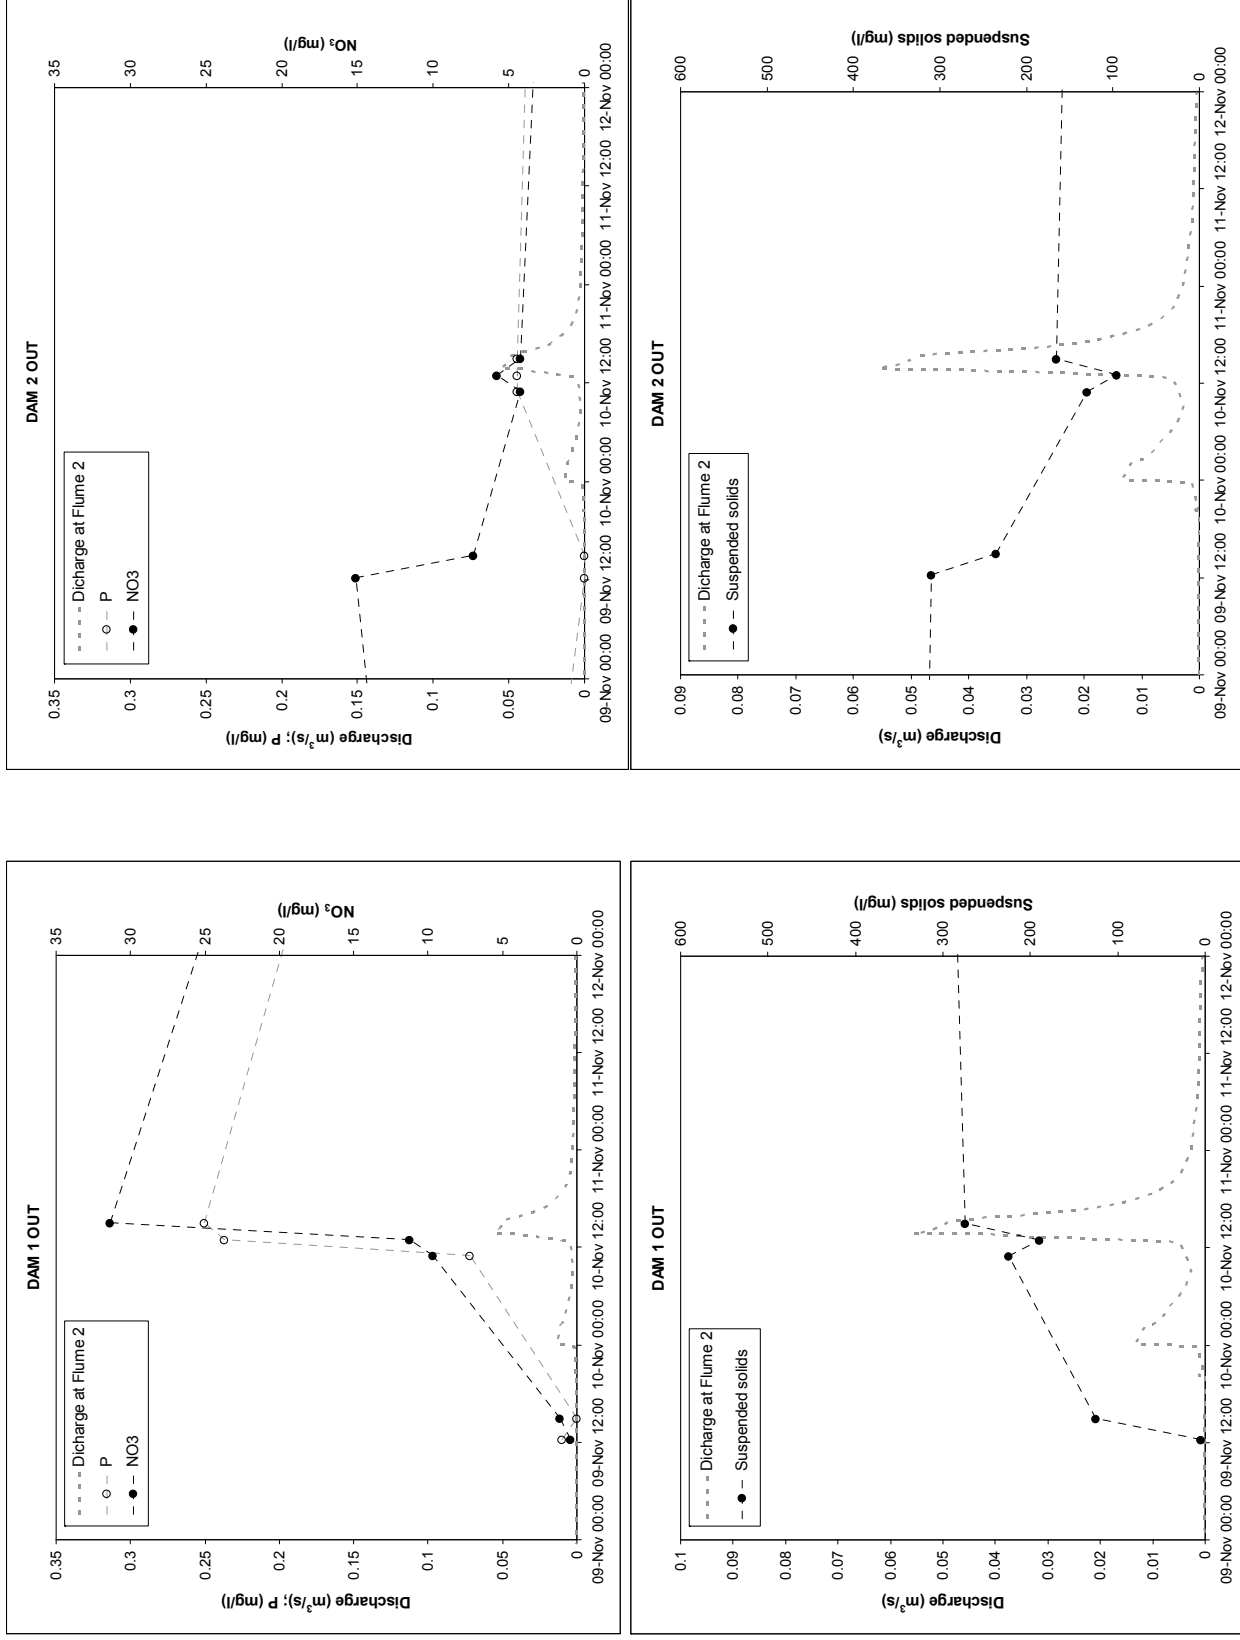 DAM 1 OUT
Dicharge at Flume 2
P
NO3
Discharge (m³/s); P (mg/l)
0.35
0.3
0.25
0.2
0.15
0.1
0.05
0
NO₃ (mg/l)
35
30
25
20
15
10
5
0
09-Nov 00:00 09-Nov 12:00 10-Nov 00:00 10-Nov 12:00 11-Nov 00:00 11-Nov 12:00 12-Nov 00:00
DAM 2 OUT
Dicharge at Flume 2
P
NO3
Discharge (m³/s); P (mg/l)
0.35
0.3
0.25
0.2
0.15
0.1
0.05
0
NO₃ (mg/l)
35
30
25
20
15
10
5
0
09-Nov 00:00 09-Nov 12:00 10-Nov 00:00 10-Nov 12:00 11-Nov 00:00 11-Nov 12:00 12-Nov 00:00
DAM 1 OUT
Dicharge at Flume 2
Suspended solids
Discharge (m³/s)
0.1
0.09
0.08
0.07
0.06
0.05
0.04
0.03
0.02
0.01
0
Suspended solids (mg/l)
600
500
400
300
200
100
0
09-Nov 00:00 09-Nov 12:00 10-Nov 00:00 10-Nov 12:00 11-Nov 00:00 11-Nov 12:00 12-Nov 00:00
DAM 2 OUT
Dicharge at Flume 2
Suspended solids
Discharge (m³/s)
0.09
0.08
0.07
0.06
0.05
0.04
0.03
0.02
0.01
0
Suspended solids (mg/l)
600
500
400
300
200
100
0
09-Nov 00:00 09-Nov 12:00 10-Nov 00:00 10-Nov 12:00 11-Nov 00:00 11-Nov 12:00 12-Nov 00:00